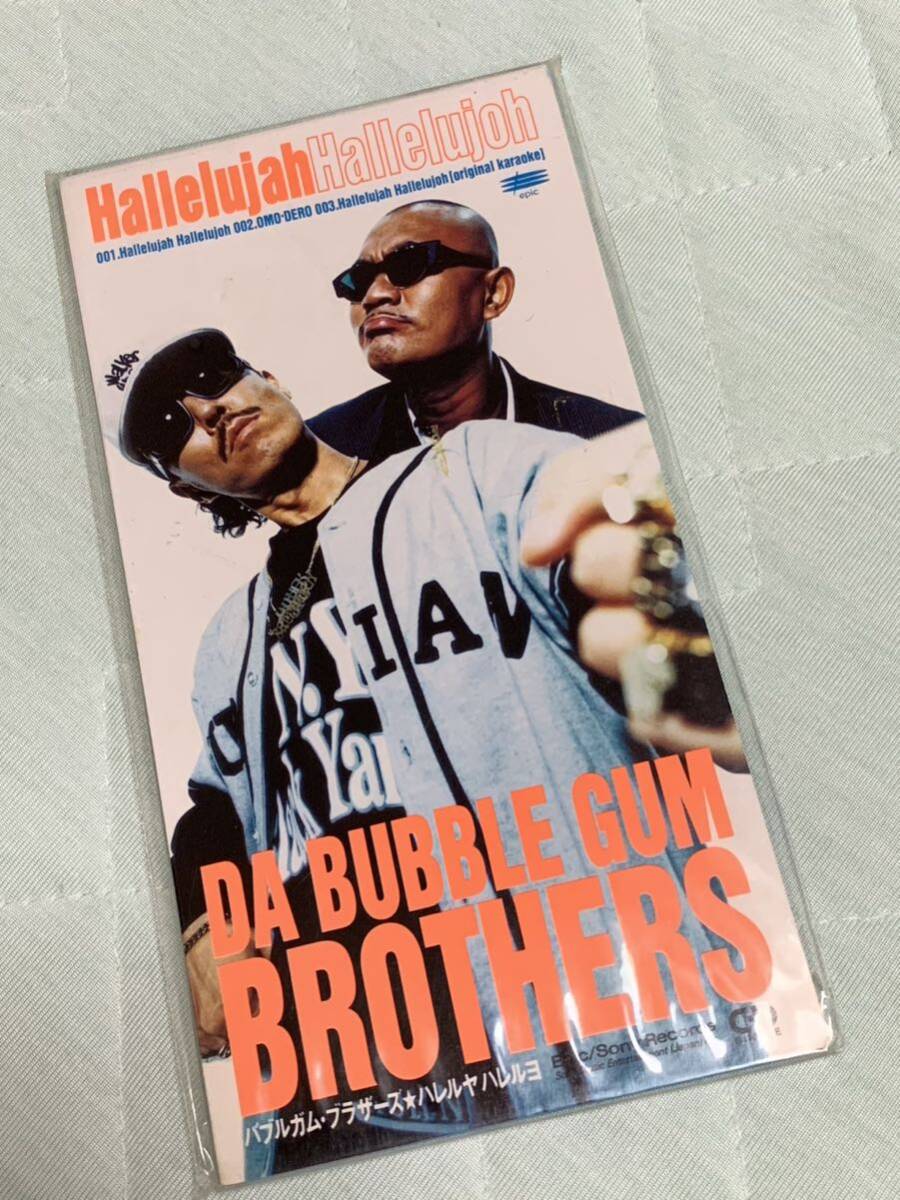 HallelujahHallelujoh
001.Hallelujah Hallelujoh 002.OMO-DERO 003.Hallelujah Hallelujoh[original karaoke]
epic
N.Y.
IA
Yan
DA BUBBLE GUM
BROTHERS
Epic/Sony Records
バブルガム・ブラザーズ★ハレルヤ ハレルヨ